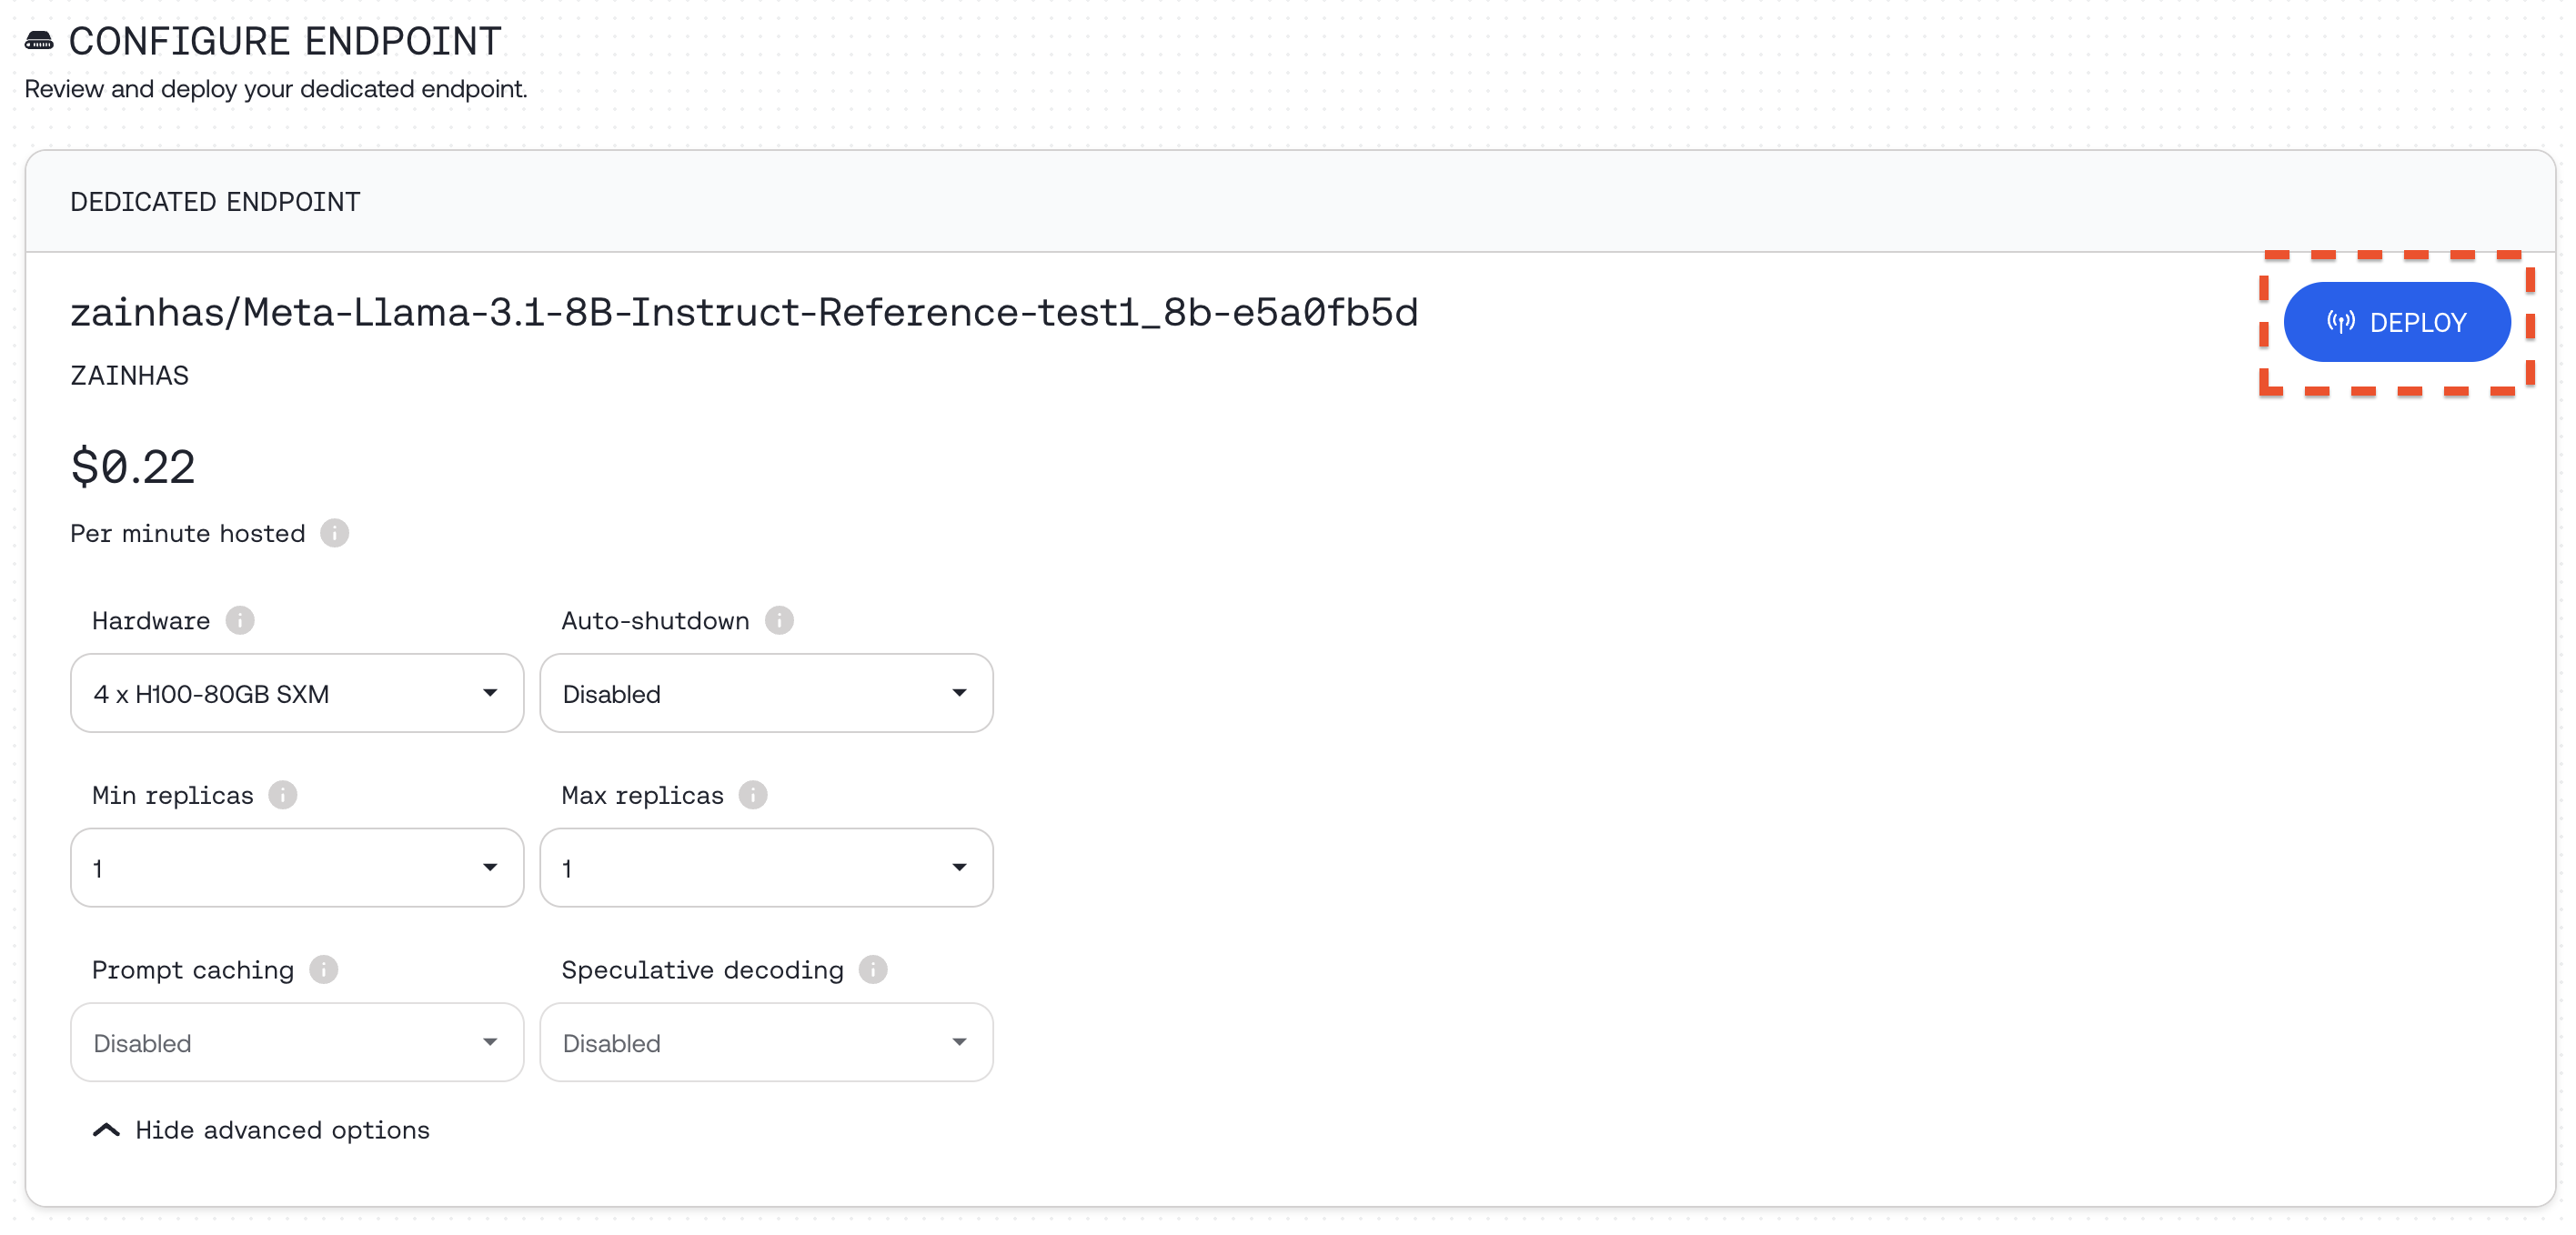 CONFIGURE ENDPOINT
Review and deploy your dedicated endpoint.
DEDICATED ENDPOINT
zainhas/Meta-Llama-3.1-8B-Instruct-Reference-test1_8b-e5a0fb5d
DEPLOY
ZAINHAS
$0.22
Per minute hosted
Hardware
Auto-shutdown
4 x H100-80GB SXM
Disabled
Min replicas
Max replicas
1
1
Prompt caching
Speculative decoding
Disabled
Disabled
Hide advanced options